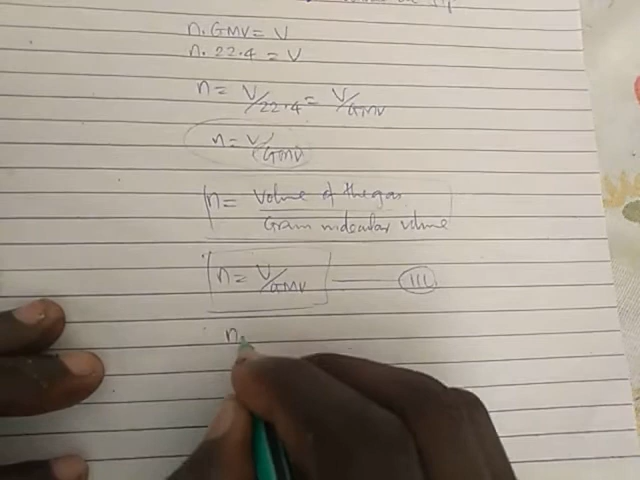 n. GMV = V
n. 22.4 = V
n = V/22.4 = V/GMV
n = V/GMV
n = Volume of the gas
Gram molecular volume
n = V/GMV (III)
n